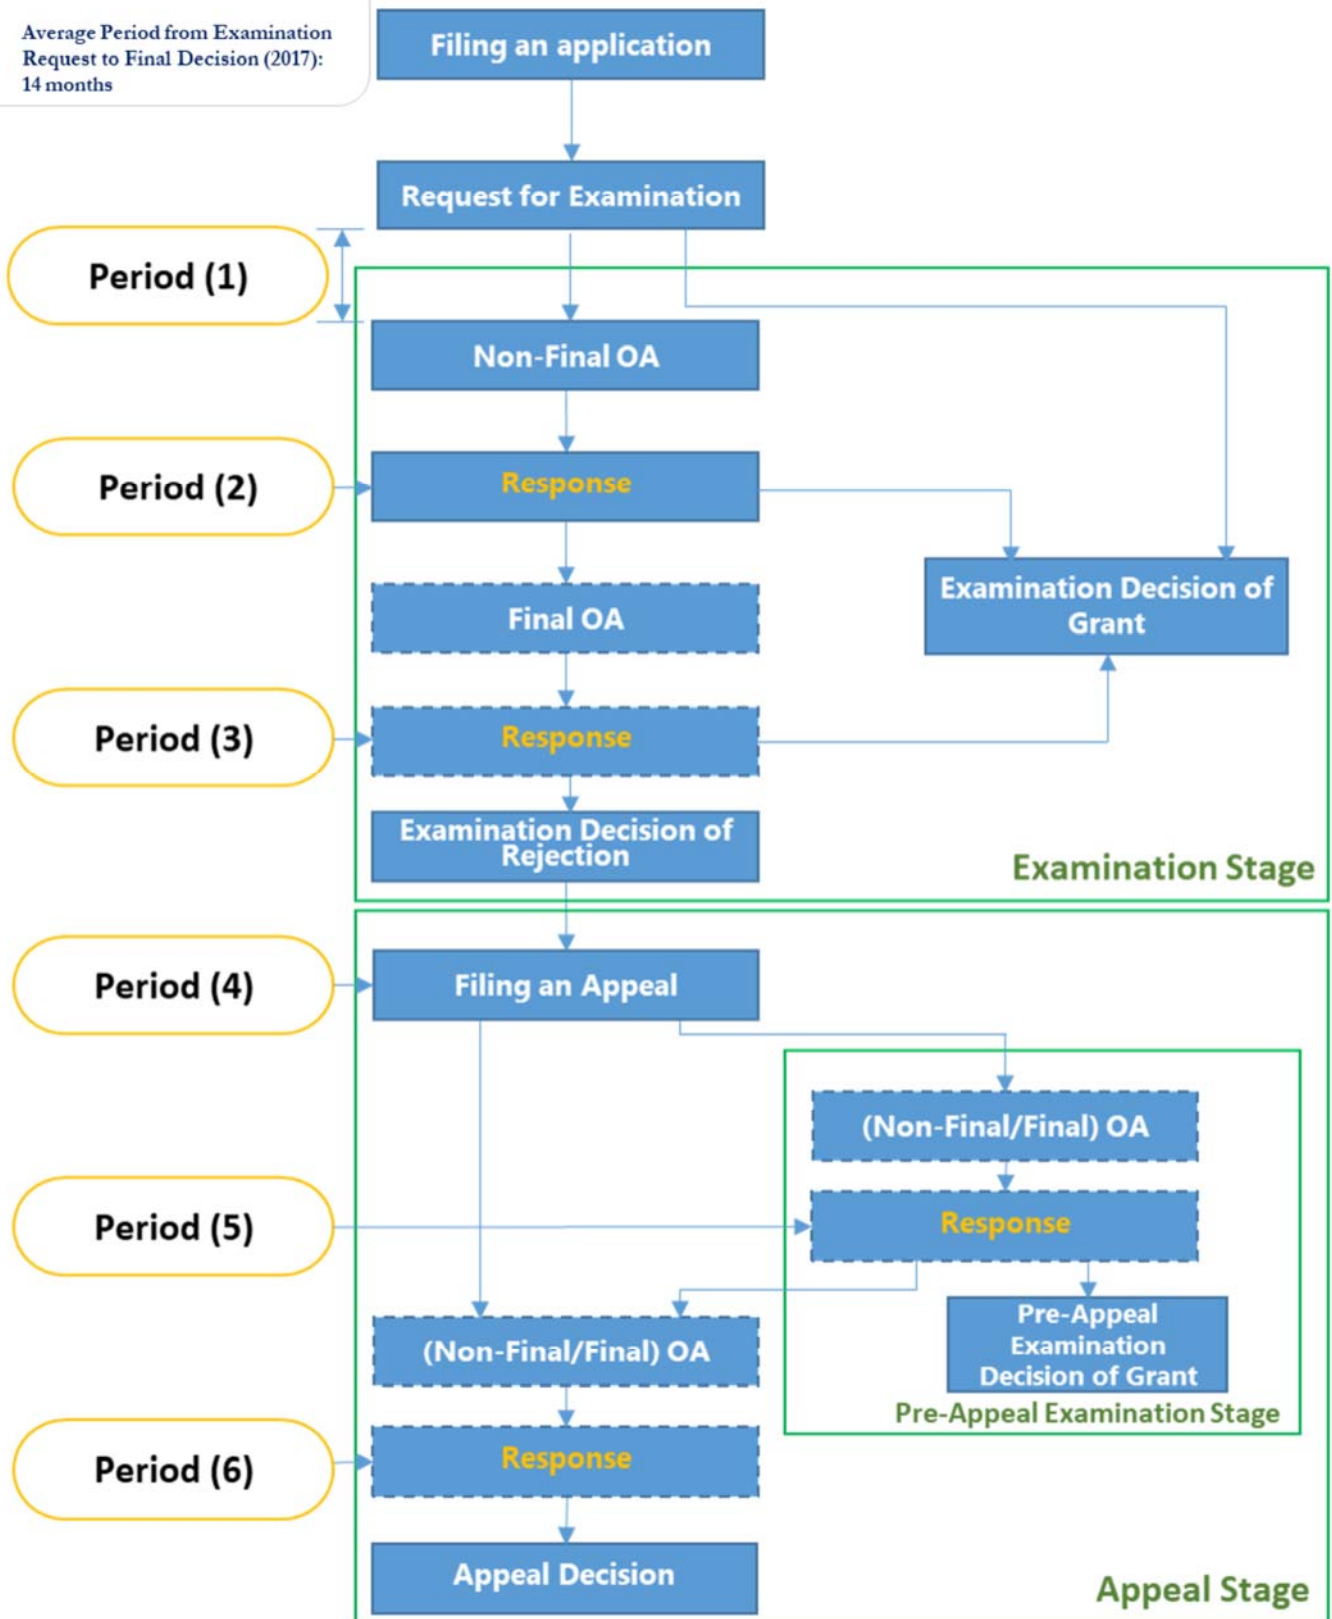 Average Period from Examination
Request to Final Decision (2017):
14 months
Filing an application
Request for Examination
Period (1)
Non-Final OA
Period (2)
Response
Examination Decision of
Grant
Final OA
Period (3)
Response
Examination Decision of
Rejection
Examination Stage
Period (4)
Filing an Appeal
(Non-Final/Final) OA
Period (5)
Response
Pre-Appeal
Examination
Decision of Grant
Pre-Appeal Examination Stage
(Non-Final/Final) OA
Period (6)
Response
Appeal Decision
Appeal Stage